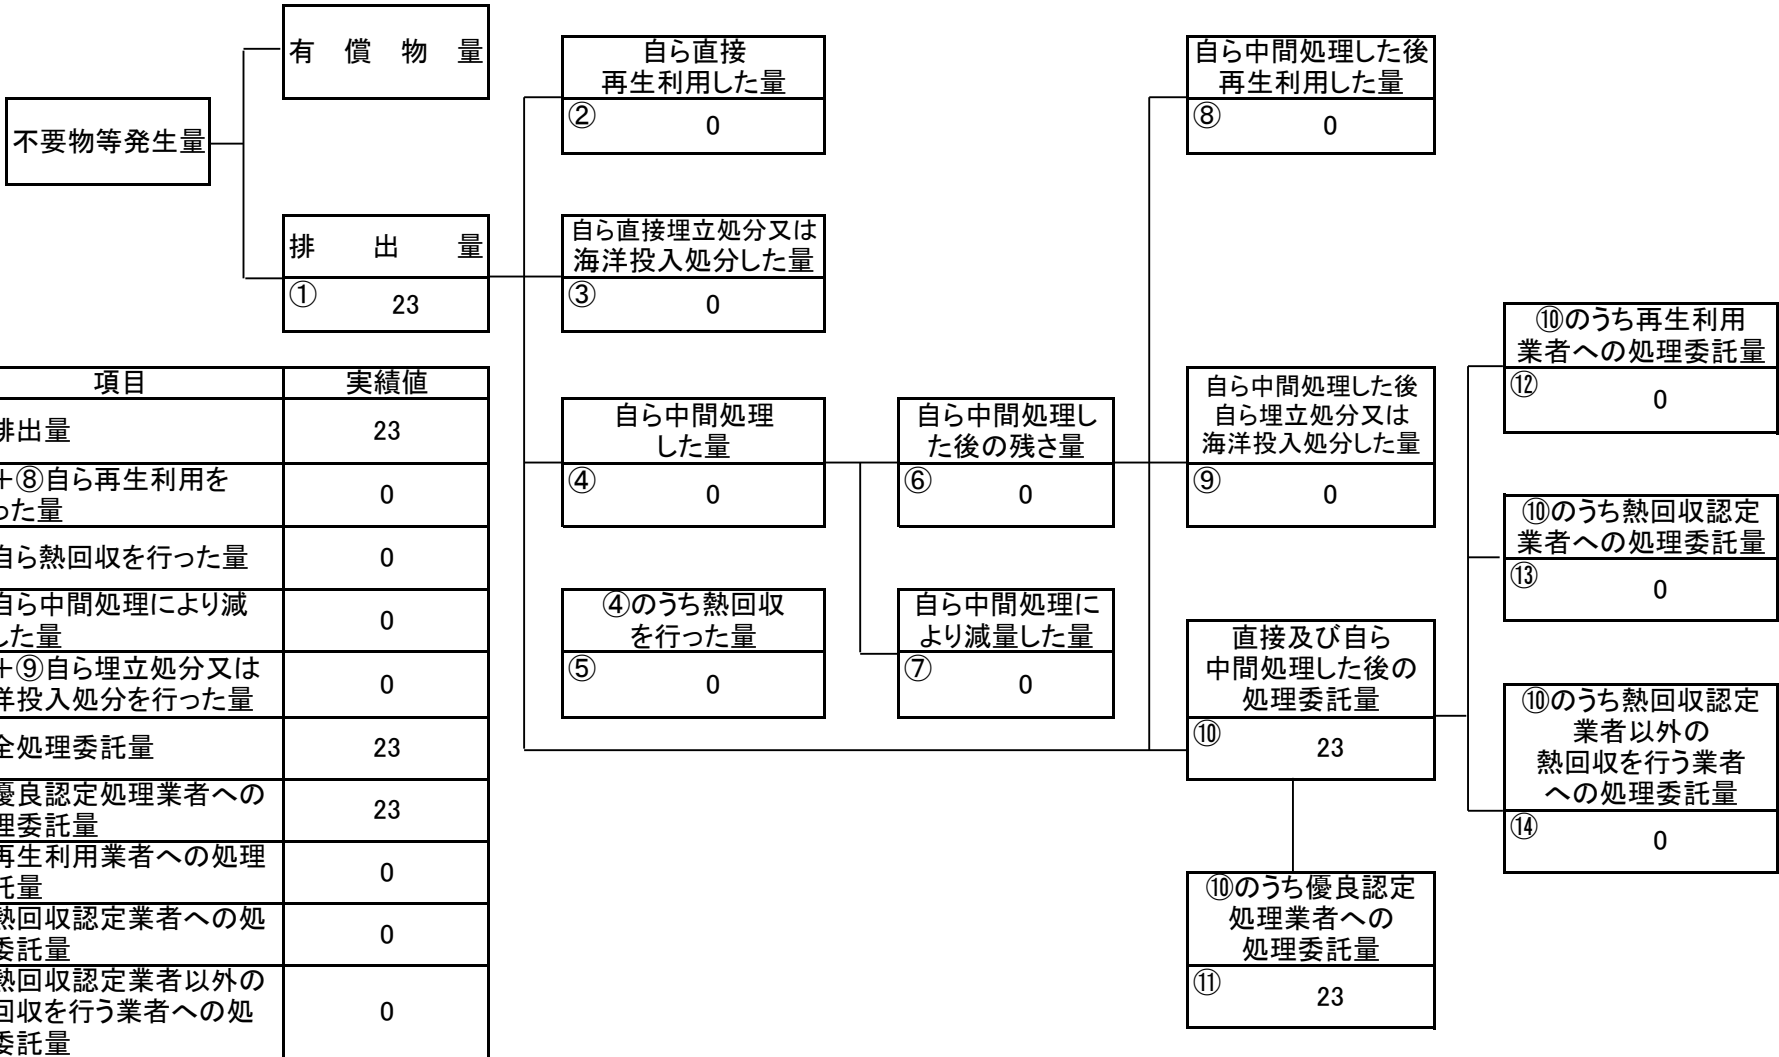 有償物量
不要物等発生量
排出量
① 23
自ら直接
再生利用した量
② 0
自ら直接埋立処分又は
海洋投入処分した量
③ 0
自ら中間処理
した量
④ 0
④のうち熱回収
を行った量
⑤ 0
自ら中間処理し
た後の残さ量
⑥ 0
自ら中間処理に
より減量した量
⑦ 0
自ら中間処理した後
再生利用した量
⑧ 0
自ら中間処理した後
自ら埋立処分又は
海洋投入処分した量
⑨ 0
直接及び自ら
中間処理した後の
処理委託量
⑩ 23
⑩のうち優良認定
処理業者への
処理委託量
⑪ 23
⑩のうち再生利用
業者への処理委託量
⑫ 0
⑩のうち熱回収認定
業者への処理委託量
⑬ 0
⑩のうち熱回収認定
業者以外の
熱回収を行う業者
への処理委託量
⑭ 0
項目 実績値
排出量 23
+⑧自ら再生利用を
った量 0
自ら熱回収を行った量 0
自ら中間処理により減
した量 0
+⑨自ら埋立処分又は
洋投入処分を行った量 0
全処理委託量 23
優良認定処理業者への
理委託量 23
再生利用業者への処理
託量 0
熱回収認定業者への処
委託量 0
熱回収認定業者以外の
回収を行う業者への処
委託量 0